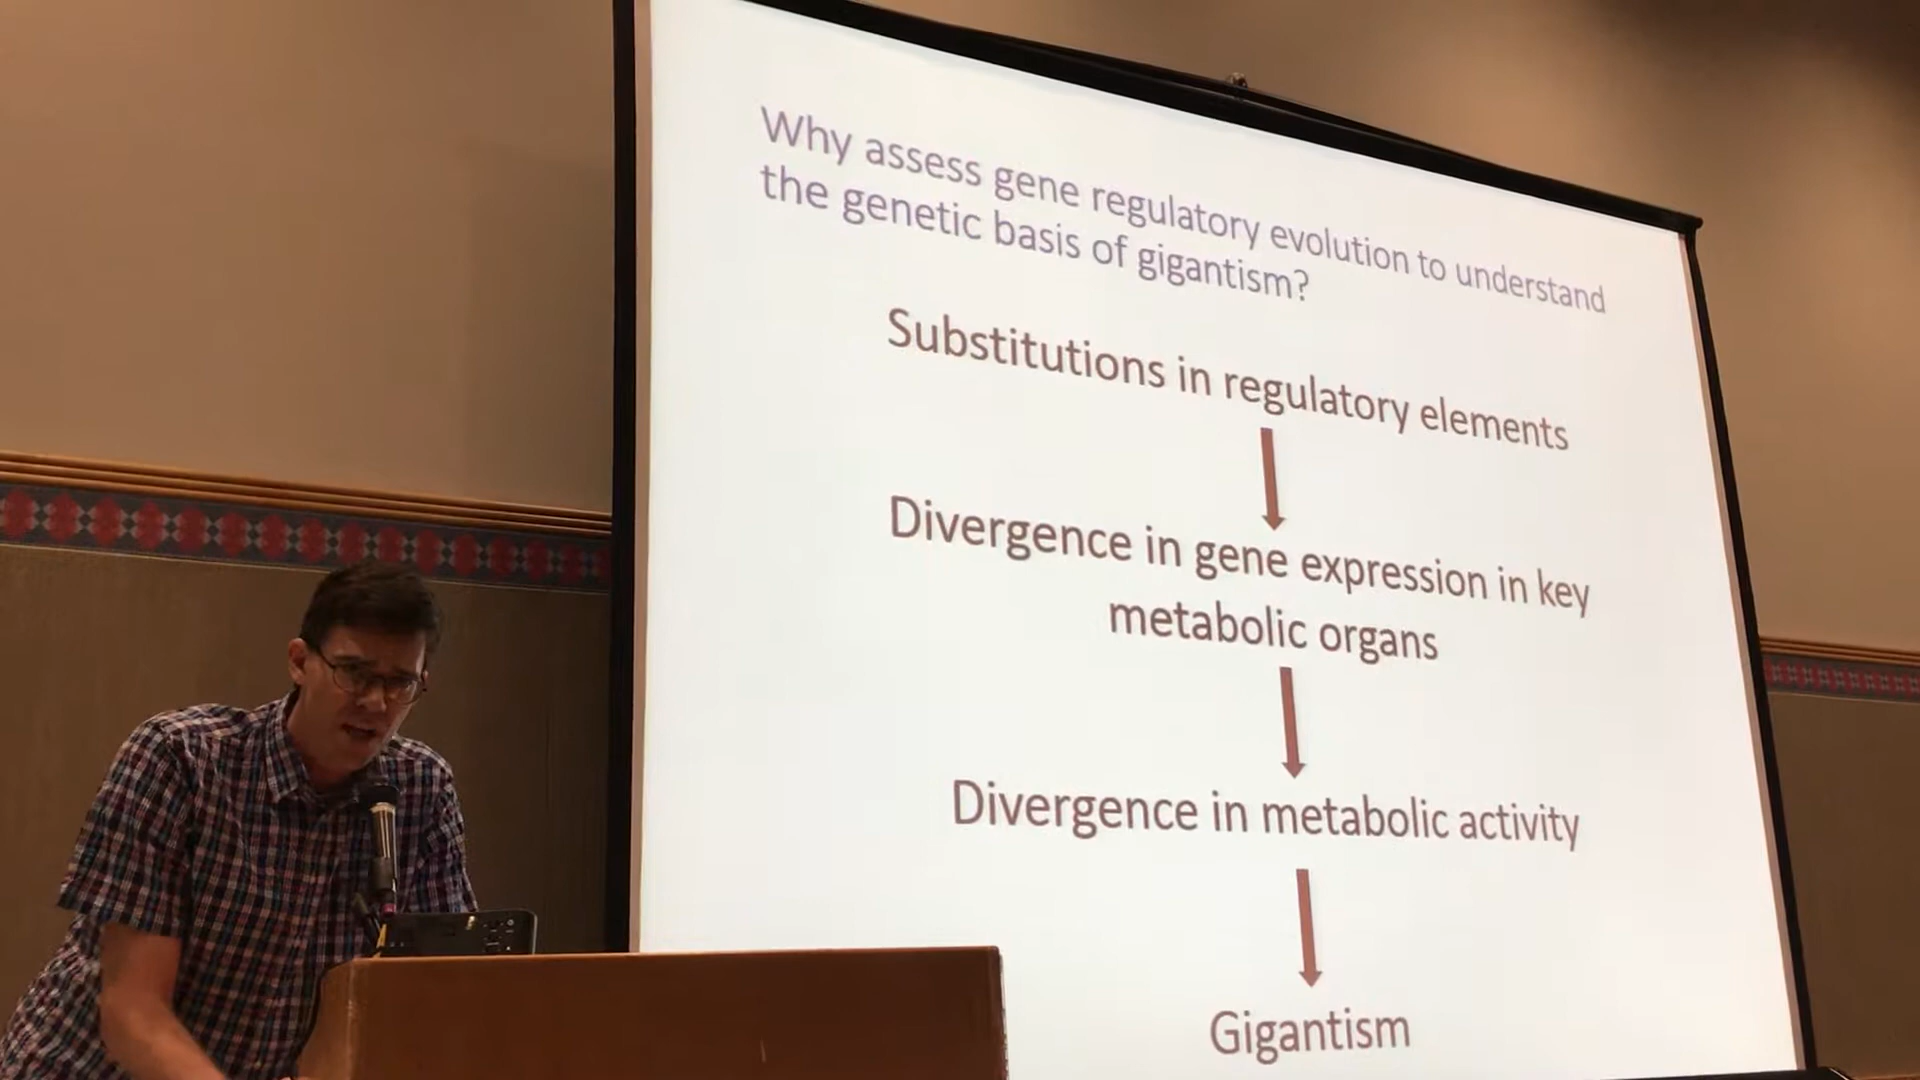 Why assess gene regulatory evolution to understand
the genetic basis of gigantism?
Substitutions in regulatory elements
Divergence in gene expression in key
metabolic organs
Divergence in metabolic activity
Gigantism